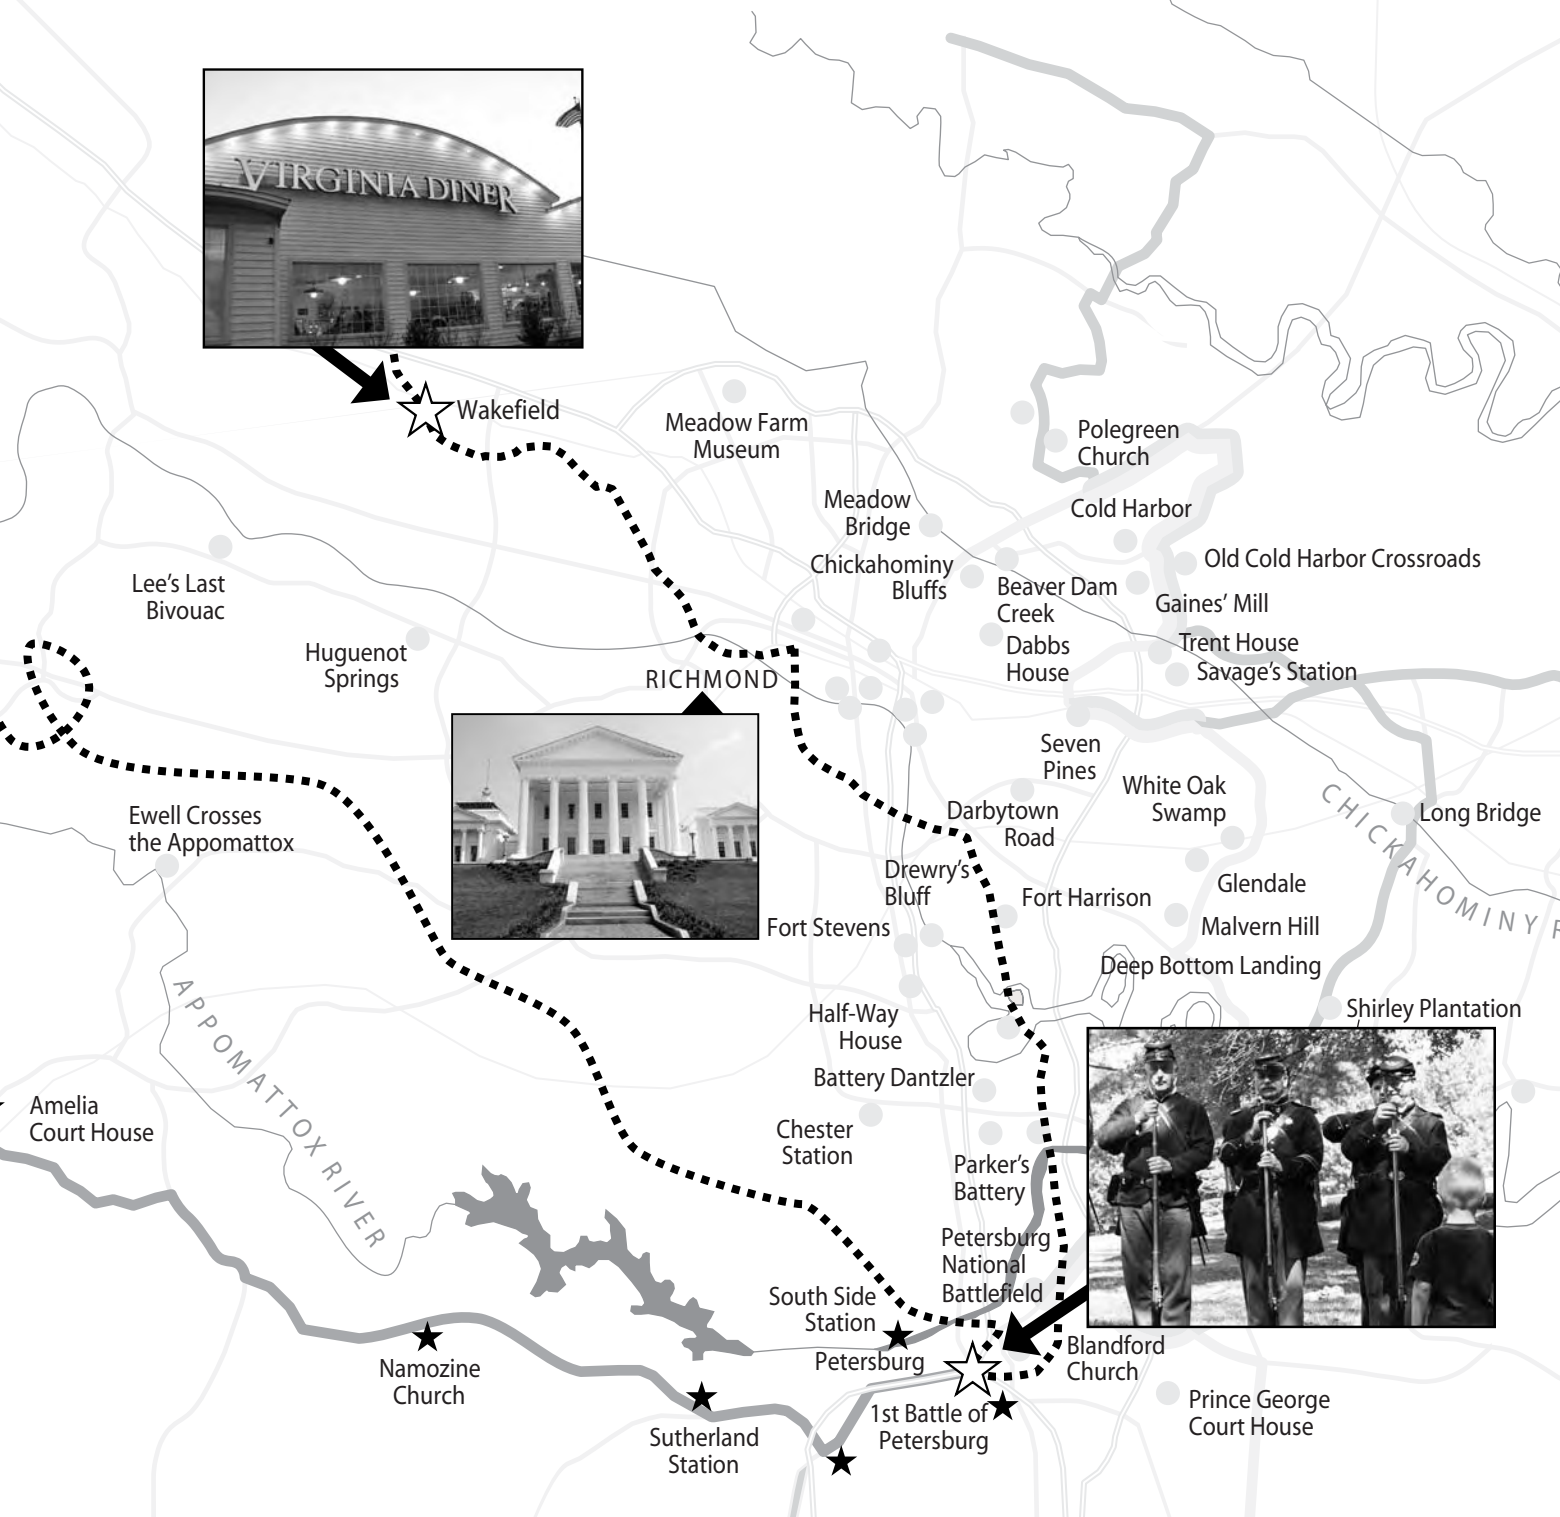 VIRGINIA DINER
Wakefield
Meadow Farm
Museum
Polegreen
Church
Meadow
Bridge
Cold Harbor
Chickahominy
Bluffs
Beaver Dam
Creek
Old Cold Harbor Crossroads
Gaines’ Mill
Lee’s Last
Bivouac
Huguenot
Springs
Dabbs
House
Trent House
Savage’s Station
RICHMOND
Seven
Pines
White Oak
Swamp
Ewell Crosses
the Appomattox
Darbytown
Road
Long Bridge
CHICKAHOMINY R
Drewry’s
Bluff
Fort Harrison
Glendale
Fort Stevens
Malvern Hill
Deep Bottom Landing
Shirley Plantation
APPOMATTOX RIVER
Half-Way
House
Battery Dantzler
Amelia
Court House
Chester
Station
Parker’s
Battery
Petersburg
National
Battlefield
South Side
Station
Petersburg
Blandford
Church
Namozine
Church
Prince George
Court House
1st Battle of
Petersburg
Sutherland
Station